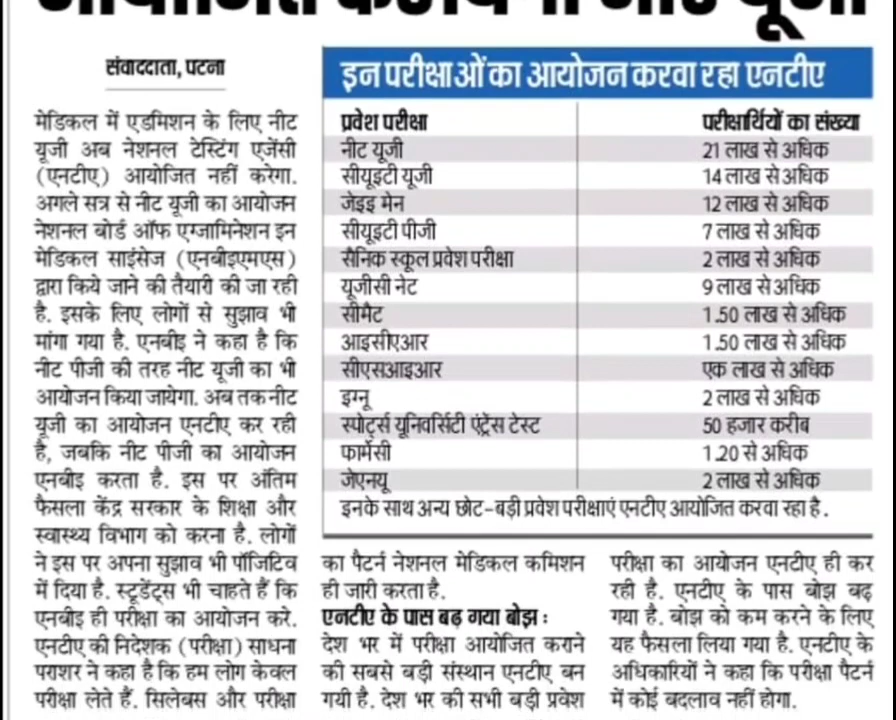 संवाददाता, पटना
मेडिकल में एडमिशन के लिए नीट
यूजी अब नेशनल टेस्टिंग एजेंसी
(एनटीए) आयोजित नहीं करेगा.
अगले सत्र से नीट यूजी का आयोजन
नेशनल बोर्ड ऑफ एग्जामिनेशन इन
मेडिकल साइंसेज (एनबीइएमएस)
द्वारा किये जाने की तैयारी की जा रही
है. इसके लिए लोगों से सुझाव भी
मांगा गया है. एनबीइ ने कहा है कि
नीट पीजी की तरह नीट यूजी का भी
आयोजन किया जायेगा. अब तक नीट
यूजी का आयोजन एनटीए कर रही
है, जबकि नीट पीजी का आयोजन
एनबीइ करता है. इस पर अंतिम
फैसला केंद्र सरकार के शिक्षा और
स्वास्थ्य विभाग को करना है. लोगों
ने इस पर अपना सुझाव भी पॉजिटिव
में दिया है. स्टूडेंट्स भी चाहते हैं कि
एनबीइ ही परीक्षा का आयोजन करे.
एनटीए की निदेशक (परीक्षा) साधना
पराशर ने कहा है कि हम लोग केवल
परीक्षा लेते हैं. सिलेबस और परीक्षा
इन परीक्षाओं का आयोजन करवा रहा एनटीए
प्रवेश परीक्षा परीक्षार्थियों का संख्या
नीट यूजी 21 लाख से अधिक
सीयूइटी यूजी 14 लाख से अधिक
जेइइ मेन 12 लाख से अधिक
सीयूइटी पीजी 7 लाख से अधिक
सैनिक स्कूल प्रवेश परीक्षा 2 लाख से अधिक
यूजीसी नेट 9 लाख से अधिक
सीमैट 1.50 लाख से अधिक
आइसीएआर 1.50 लाख से अधिक
सीएसआइआर एक लाख से अधिक
इग्नू 2 लाख से अधिक
स्पोर्ट्स यूनिवर्सिटी एंट्रेंस टेस्ट 50 हजार करीब
फार्मेसी 1.20 से अधिक
जेएनयू 2 लाख से अधिक
इनके साथ अन्य छोट-बड़ी प्रवेश परीक्षाएं एनटीए आयोजित करवा रहा है.
का पैटर्न नेशनल मेडिकल कमिशन
ही जारी करता है.
एनटीए के पास बढ़ गया बोझ :
देश भर में परीक्षा आयोजित कराने
की सबसे बड़ी संस्थान एनटीए बन
गयी है. देश भर की सभी बड़ी प्रवेश
परीक्षा का आयोजन एनटीए ही कर
रही है. एनटीए के पास बोझ बढ़
गया है. बोझ को कम करने के लिए
यह फैसला लिया गया है. एनटीए के
अधिकारियों ने कहा कि परीक्षा पैटर्न
में कोई बदलाव नहीं होगा.